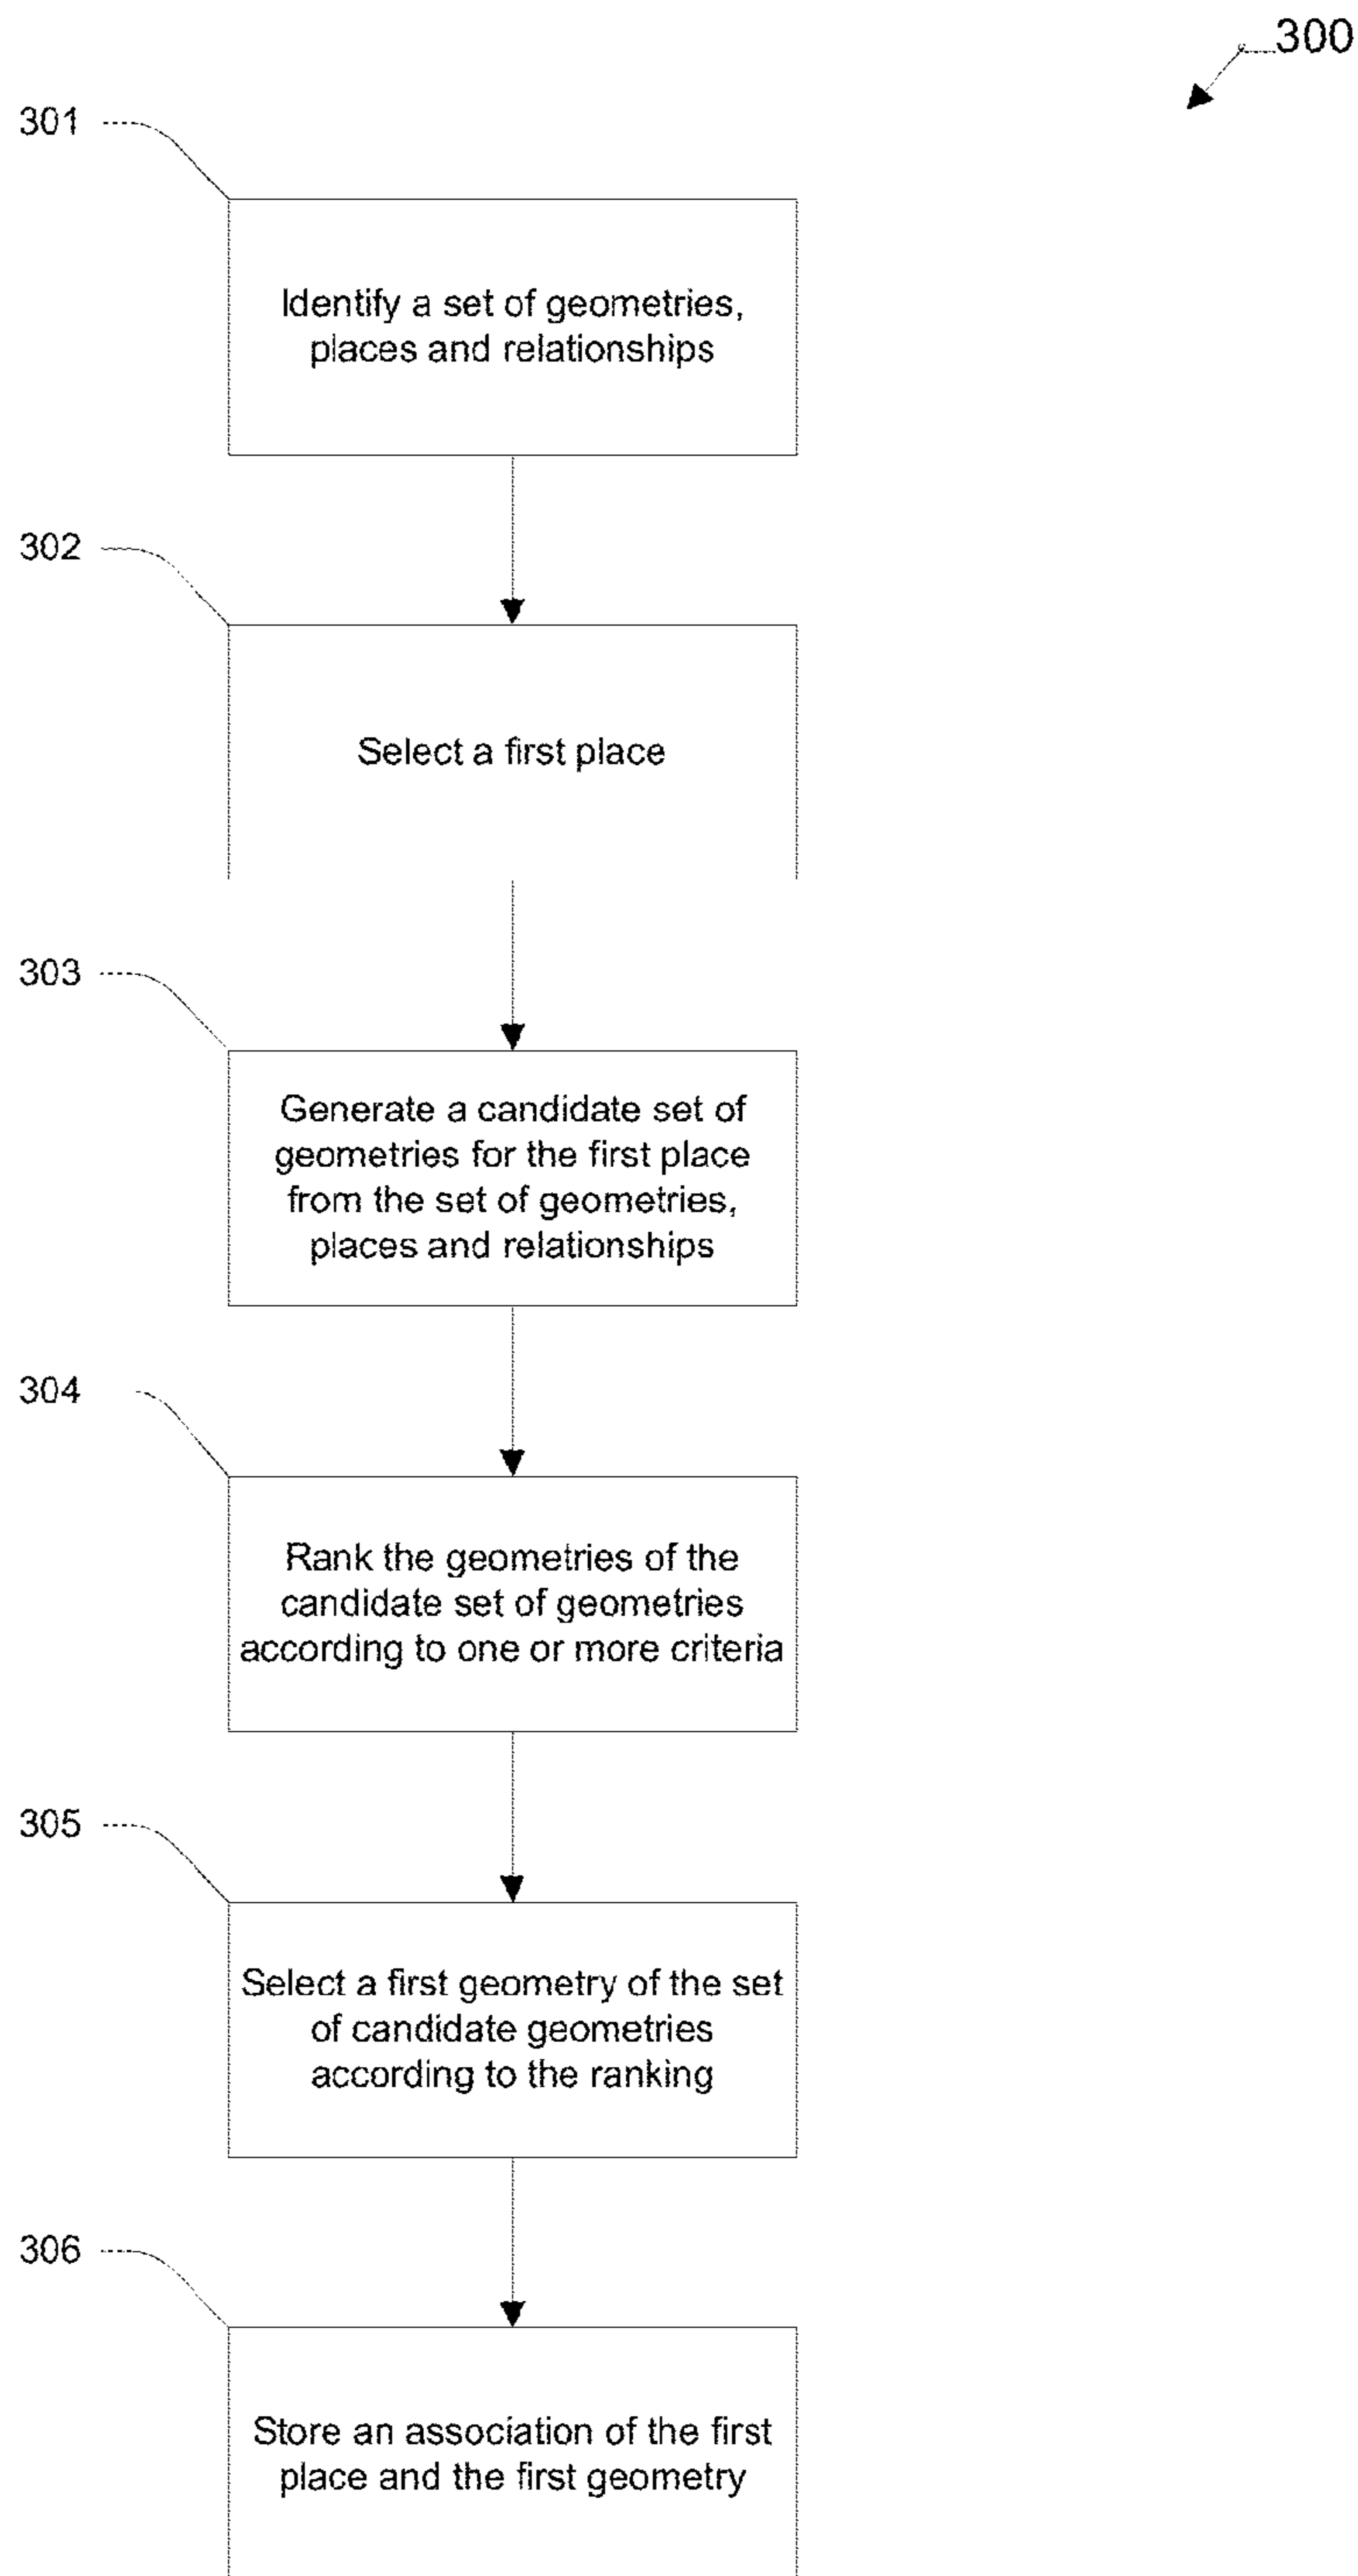 300
301
Identify a set of geometries,
places and relationships
302
Select a first place
303
Generate a candidate set of
geometries for the first place
from the set of geometries,
places and relationships
304
Rank the geometries of the
candidate set of geometries
according to one or more criteria
305
Select a first geometry of the set
of candidate geometries
according to the ranking
306
Store an association of the first
place and the first geometry